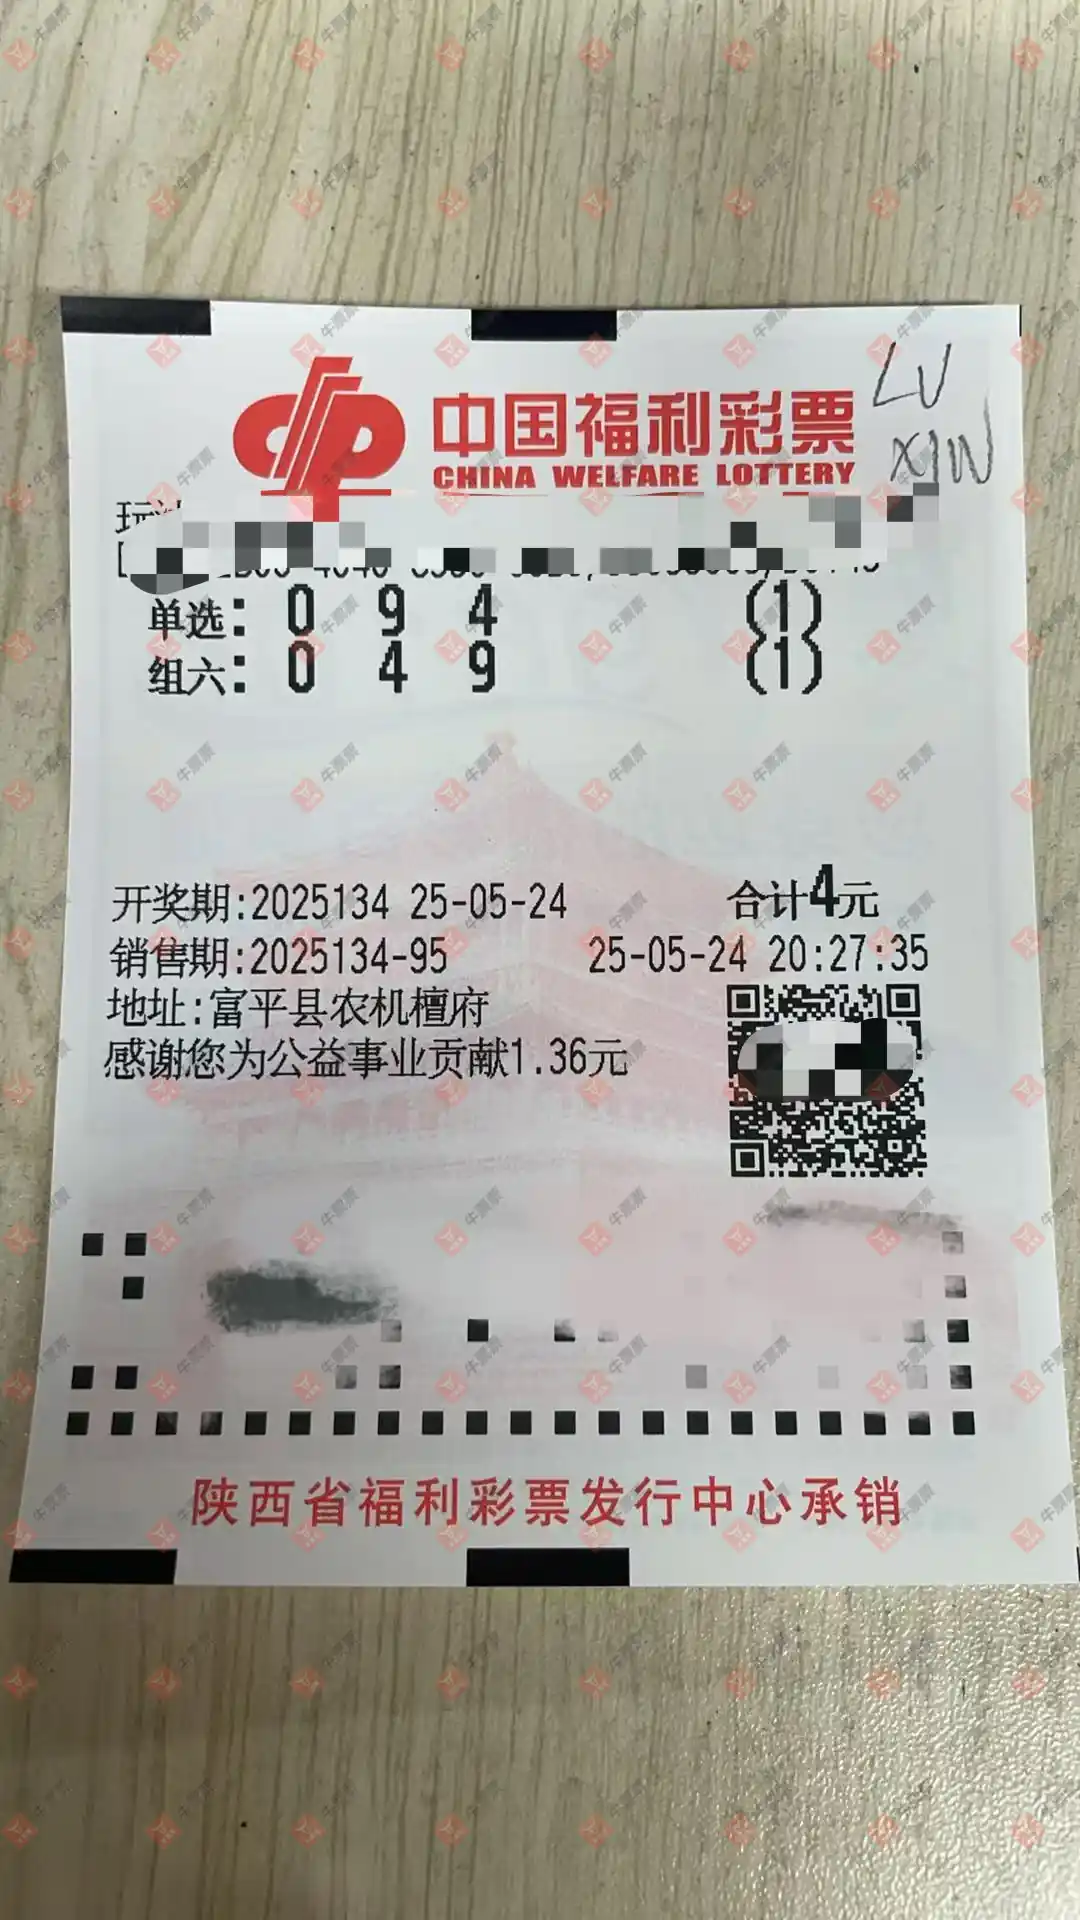 中国福利彩票
CHINA WELFARE LOTTERY
LU
XIN
单选: 0 9 4 (1)
组六: 0 4 9 (1)
开奖期:2025134 25-05-24 合计4元
销售期:2025134-95 25-05-24 20:27:35
地址:富平县农机檀府
感谢您为公益事业贡献1.36元
陕西省福利彩票发行中心承销
牛票票